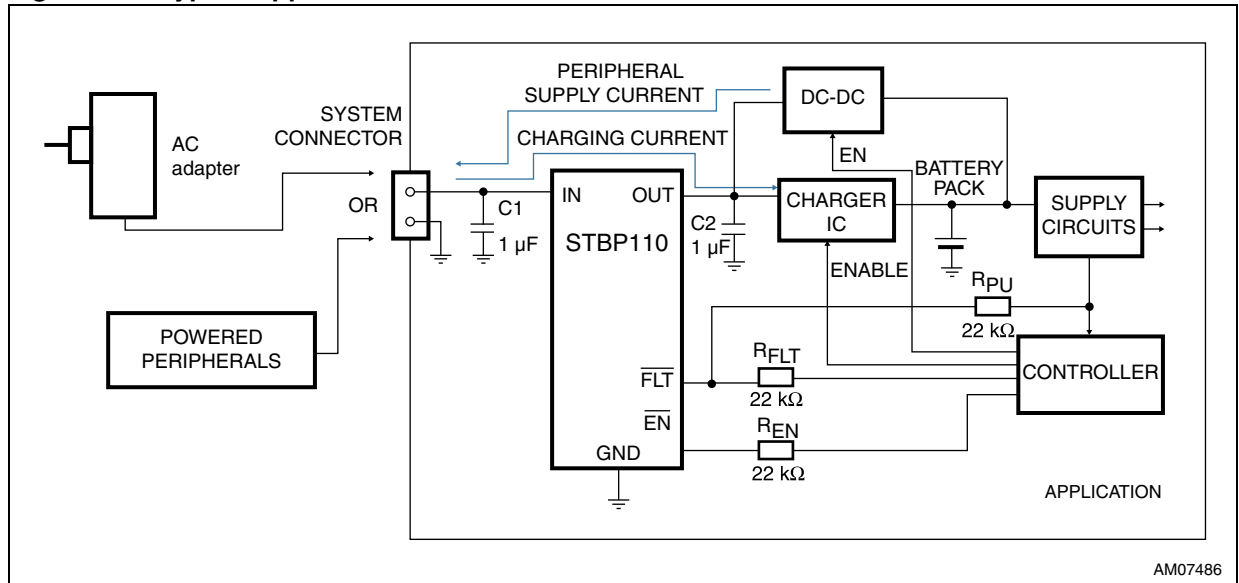 PERIPHERAL
SUPPLY CURRENT
DC-DC
SYSTEM
CONNECTOR
AC
adapter
CHARGING CURRENT
EN
BATTERY
PACK
OR
IN
OUT
C1
1 µF
STBP110
C2
1 µF
CHARGER
IC
SUPPLY
CIRCUITS
ENABLE
RPU
22 kΩ
POWERED
PERIPHERALS
FLT
RFLT
22 kΩ
CONTROLLER
EN
REN
22 kΩ
GND
APPLICATION
AM07486